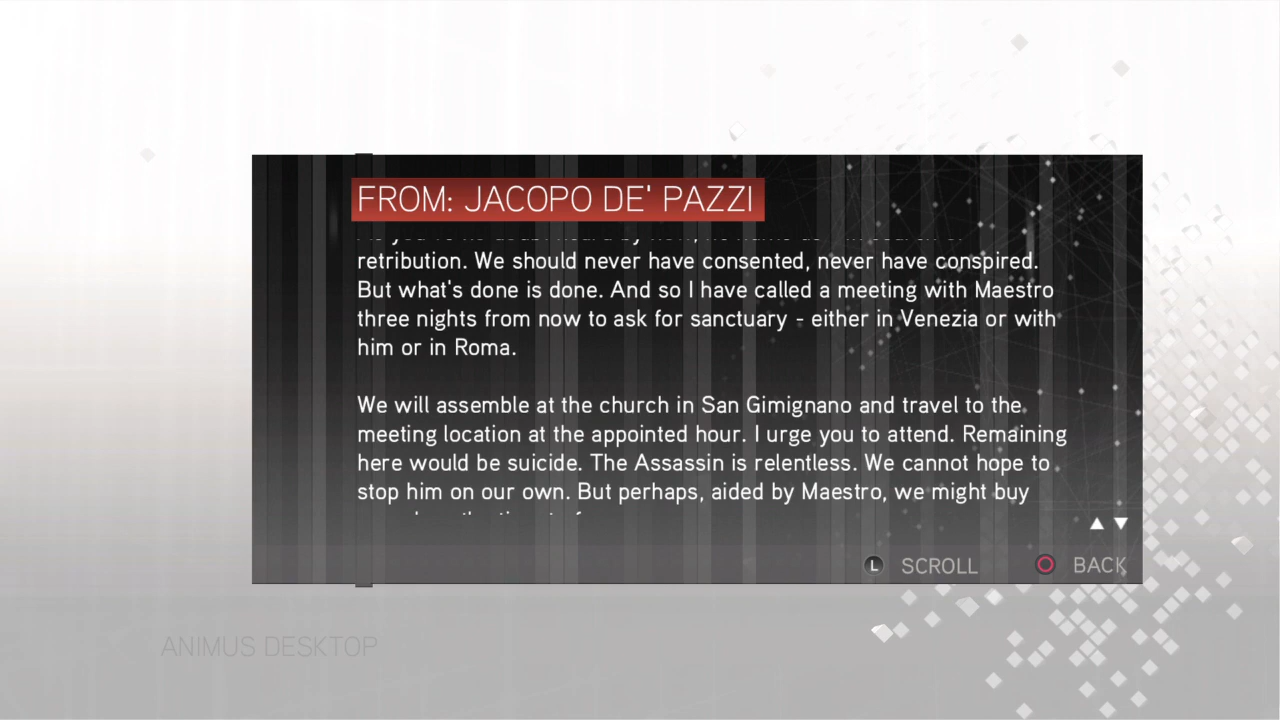 FROM: JACOPO DE' PAZZI
retribution. We should never have consented, never have conspired.
But what's done is done. And so I have called a meeting with Maestro
three nights from now to ask for sanctuary - either in Venezia or with
him or in Roma.
We will assemble at the church in San Gimignano and travel to the
meeting location at the appointed hour. I urge you to attend. Remaining
here would be suicide. The Assassin is relentless. We cannot hope to
stop him on our own. But perhaps, aided by Maestro, we might buy
L SCROLL BACK
ANIMUS DESKTOP